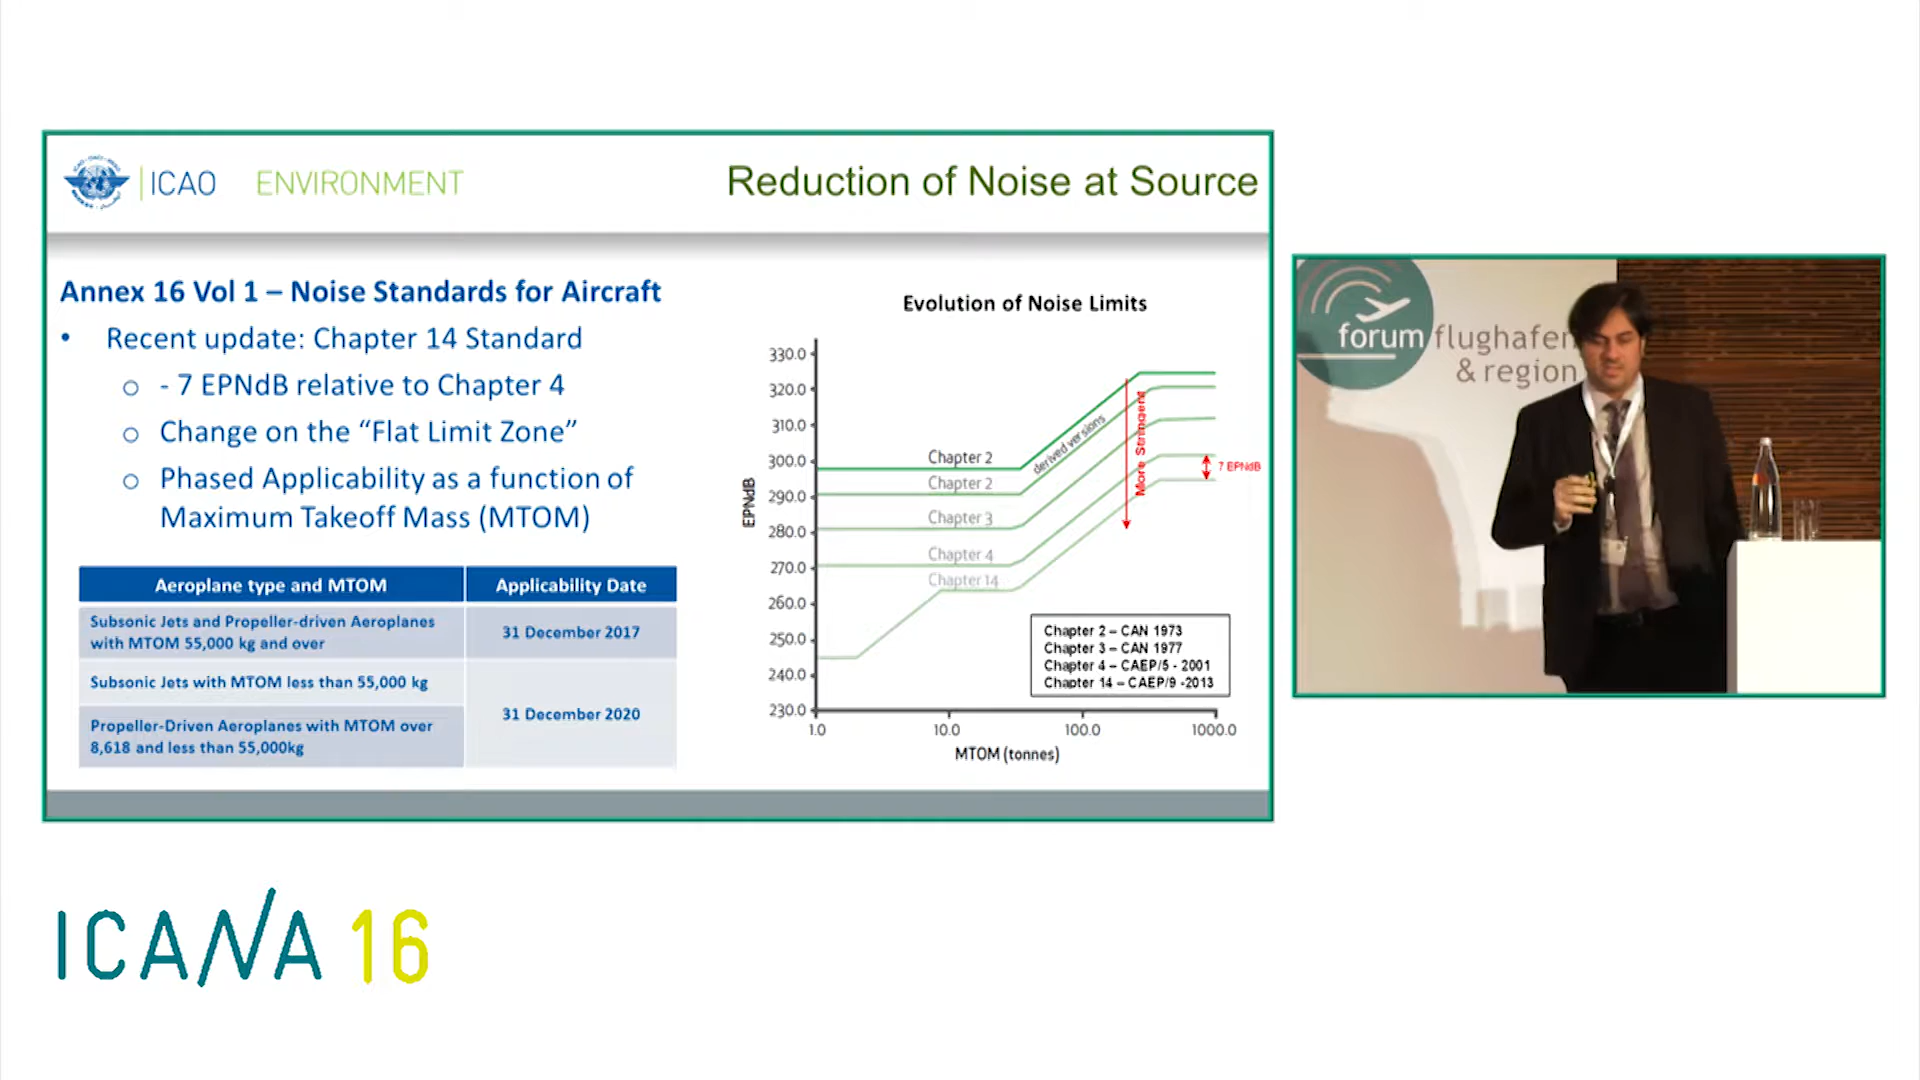 ICAO ENVIRONMENT
Reduction of Noise at Source
Annex 16 Vol 1 – Noise Standards for Aircraft
• Recent update: Chapter 14 Standard
o - 7 EPNdB relative to Chapter 4
o Change on the “Flat Limit Zone”
o Phased Applicability as a function of
Maximum Takeoff Mass (MTOM)
Aeroplane type and MTOM
Applicability Date
Subsonic Jets and Propeller-driven Aeroplanes
with MTOM 55,000 kg and over
31 December 2017
Subsonic Jets with MTOM less than 55,000 kg
31 December 2020
Propeller-Driven Aeroplanes with MTOM over
8,618 and less than 55,000kg
Evolution of Noise Limits
EPNdB
330.0
320.0
310.0
300.0
290.0
280.0
270.0
260.0
250.0
240.0
230.0
Chapter 2
derived versions
Chapter 2
Chapter 3
Chapter 4
Chapter 14
More Stringent
7 EPNdB
Chapter 2 – CAN 1973
Chapter 3 – CAN 1977
Chapter 4 – CAEP/5 - 2001
Chapter 14 – CAEP/9 -2013
1.0
10.0
100.0
1000.0
MTOM (tonnes)
forum flughafen
& region
ICANA 16